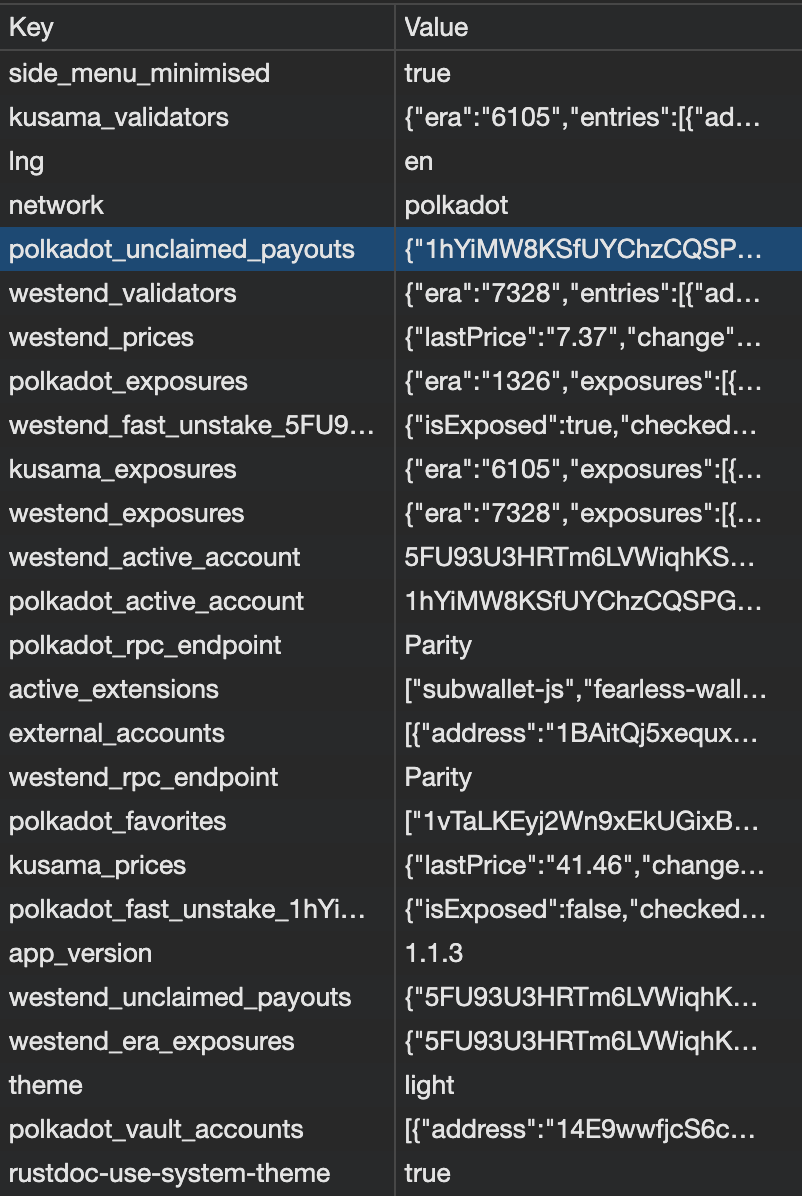 Key Value
side_menu_minimised true
kusama_validators {"era":"6105","entries":[{"ad…
lng en
network polkadot
polkadot_unclaimed_payouts {"1hYiMW8KSfUYChzCQSP…
westend_validators {"era":"7328","entries":[{"ad…
westend_prices {"lastPrice":"7.37","change"…
polkadot_exposures {"era":"1326","exposures":[{…
westend_fast_unstake_5FU9… {"isExposed":true,"checked…
kusama_exposures {"era":"6105","exposures":[{…
westend_exposures {"era":"7328","exposures":[{…
westend_active_account 5FU93U3HRTm6LVWiqhKS…
polkadot_active_account 1hYiMW8KSfUYChzCQSPG…
polkadot_rpc_endpoint Parity
active_extensions ["subwallet-js","fearless-wall…
external_accounts [{"address":"1BAitQj5xequx…
westend_rpc_endpoint Parity
polkadot_favorites ["1vTaLKEyj2Wn9xEkUGixB…
kusama_prices {"lastPrice":"41.46","change…
polkadot_fast_unstake_1hYi… {"isExposed":false,"checked…
app_version 1.1.3
westend_unclaimed_payouts {"5FU93U3HRTm6LVWiqhK…
westend_era_exposures {"5FU93U3HRTm6LVWiqhK…
theme light
polkadot_vault_accounts [{"address":"14E9wwfjcS6c…
rustdoc-use-system-theme true